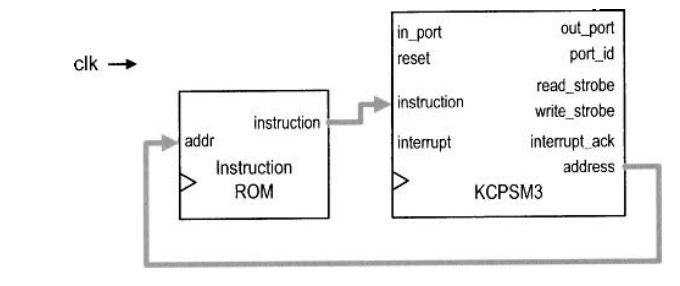 clk
in_port
out_port
reset
port_id
read_strobe
instruction
write_strobe
interrupt
interrupt_ack
address
KCPSM3
instruction
addr
Instruction
ROM